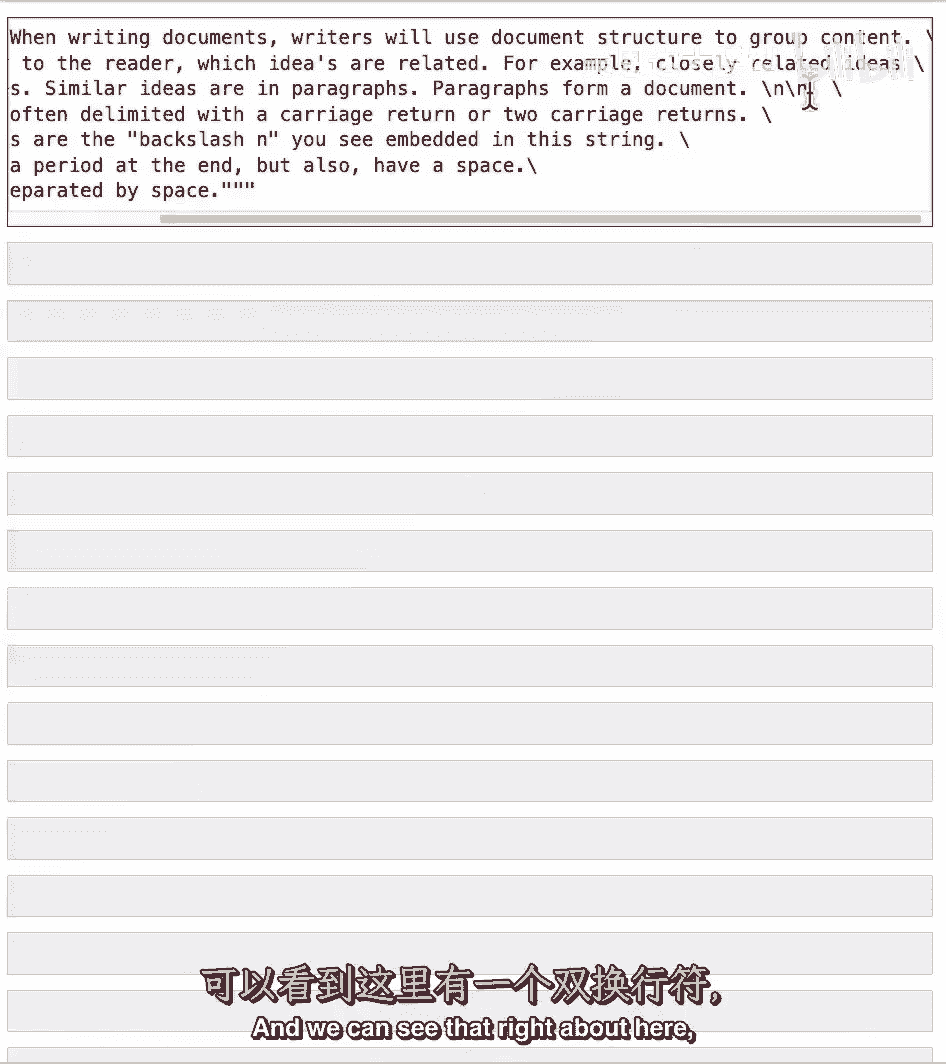 When writing documents, writers will use document structure to group content. \
to the reader, which idea's are related. For example, closely related ideas \
s. Similar ideas are in paragraphs. Paragraphs form a document. \n\n \
often delimited with a carriage return or two carriage returns. \
s are the "backslash n" you see embedded in this string. \
a period at the end, but also, have a space.\
eparated by space."""
可以看到这里有一个双换行符,
And we can see that right about here,